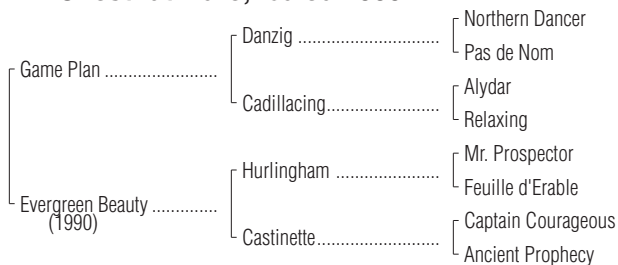 Northern Dancer
Danzig ....................................
Pas de Nom
Game Plan ............................
Alydar
Cadillacing............................
Relaxing
Mr. Prospector
Hurlingham ..........................
Feuille d'Erable
Evergreen Beauty ................
(1990)
Captain Courageous
Castinette...............................
Ancient Prophecy